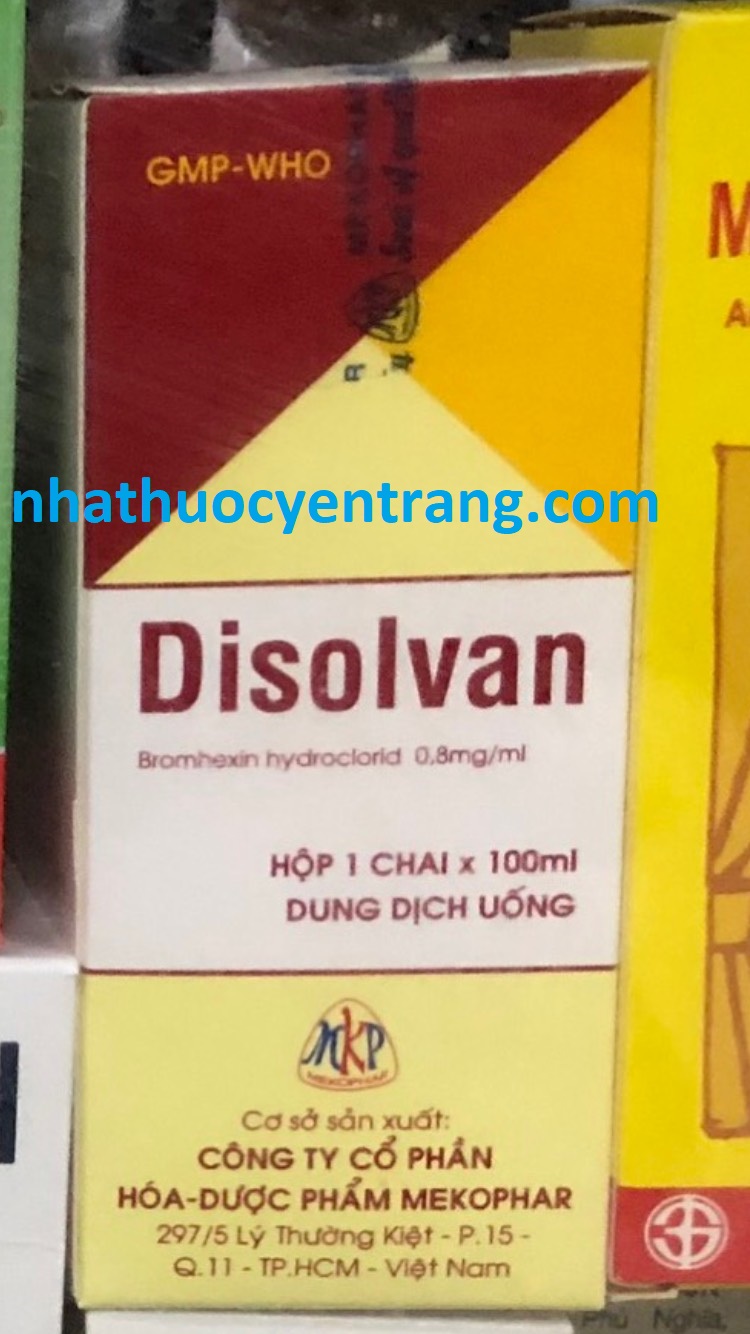 GMP-WHO
nhathuocyentrang.com
Disolvan
Bromhexin hydroclorid 0,8mg/ml
HỘP 1 CHAI x 100ml
DUNG DỊCH UỐNG
MKP
MEKOPHAR
Cơ sở sản xuất:
CÔNG TY CỔ PHẦN
HÓA-DƯỢC PHẨM MEKOPHAR
297/5 Lý Thường Kiệt - P.15 -
Q.11 - TP.HCM - Việt Nam
M
A
Phú Nghĩa,